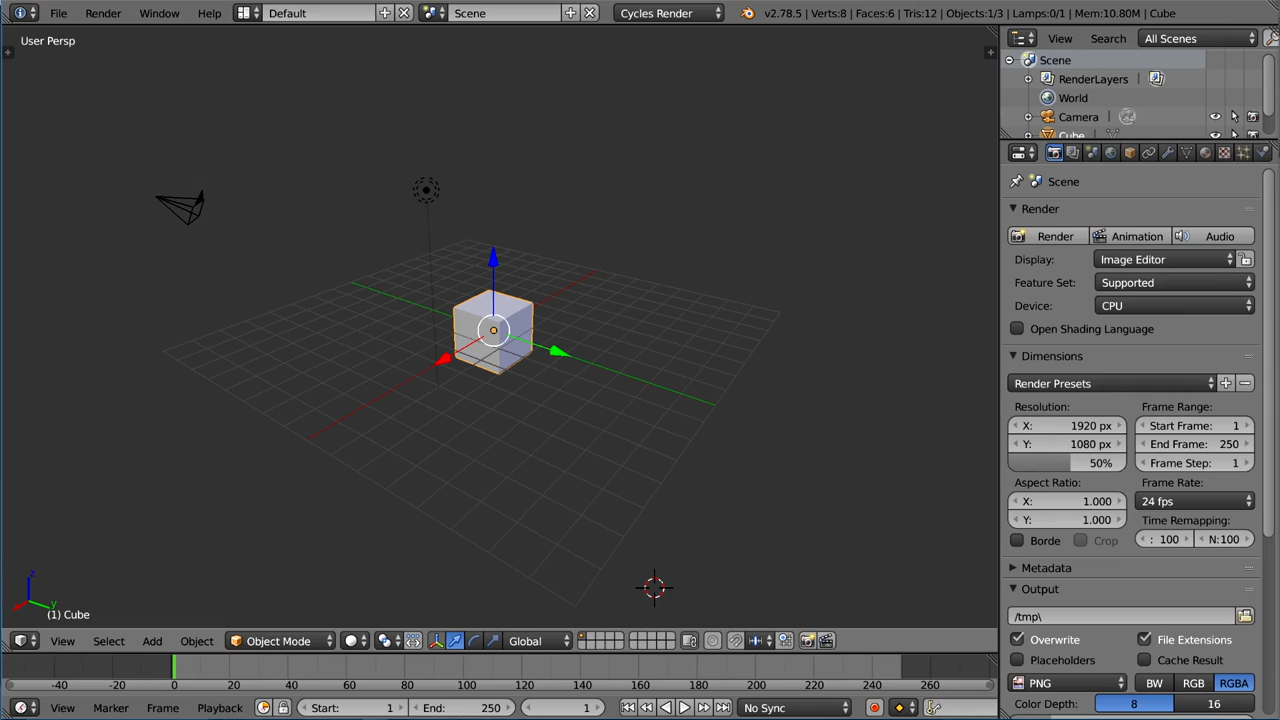 File Render Window Help Default Scene Cycles Render v2.78.5 | Verts:8 | Faces:6 | Tris:12 | Objects:1/3 | Lamps:0/1 | Mem:10.80M | Cube
User Persp
View Search All Scenes
Scene
RenderLayers
World
Camera
Cube
Scene
Render
Render Animation Audio
Display: Image Editor
Feature Set: Supported
Device: CPU
Open Shading Language
Dimensions
Render Presets
Resolution: Frame Range:
X: 1920 px Start Frame: 1
Y: 1080 px End Frame: 250
50% Frame Step: 1
Aspect Ratio: Frame Rate:
X: 1.000 24 fps
Y: 1.000 Time Remapping:
Borde Crop : 100 N:100
Metadata
Output
/tmp\
Overwrite File Extensions
Placeholders Cache Result
PNG BW RGB RGBA
Color Depth: 8 16
z
y
(1) Cube
View Select Add Object Object Mode Global
-40 -20 0 20 40 60 80 100 120 140 160 180 200 220 240 260
View Marker Frame Playback Start: 1 End: 250 1 No Sync